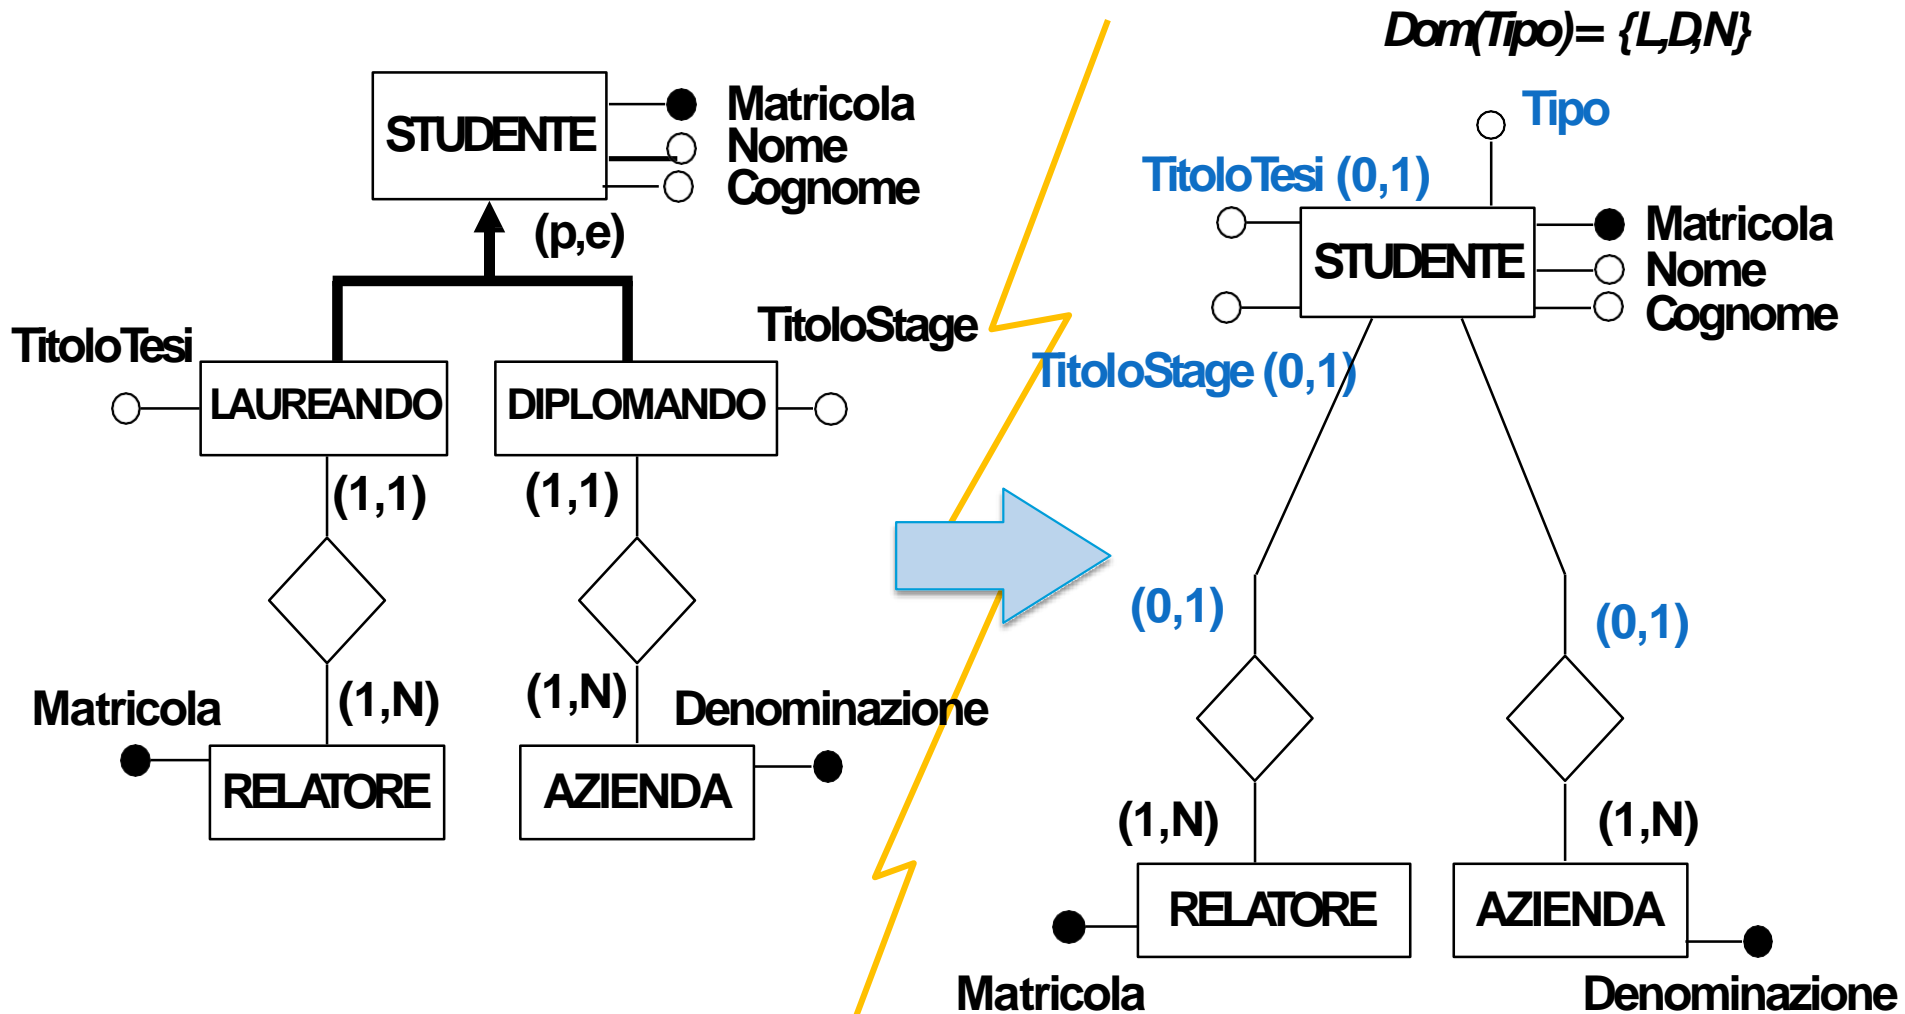 Dom(Tipo)= {L,D,N}
STUDENTE
Matricola
Nome
Cognome
(p,e)
TitoloTesi
TitoloStage
LAUREANDO
DIPLOMANDO
(1,1)
(1,1)
(1,N)
(1,N)
Matricola
Denominazione
RELATORE
AZIENDA
Tipo
TitoloTesi (0,1)
STUDENTE
Matricola
Nome
Cognome
TitoloStage (0,1)
(0,1)
(0,1)
(1,N)
(1,N)
RELATORE
AZIENDA
Matricola
Denominazione